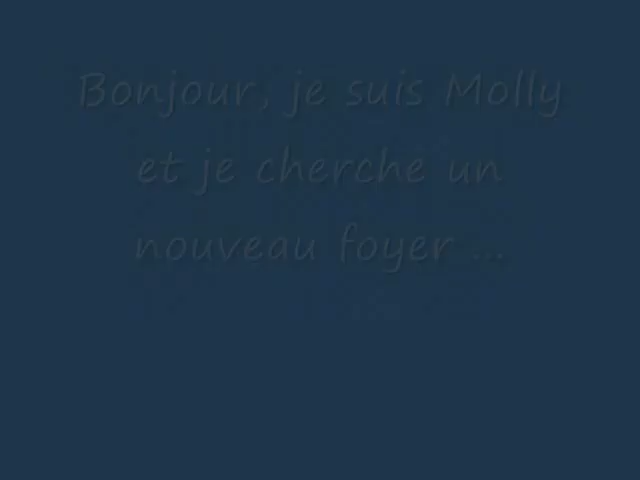 Bonjour, je suis Molly
et je cherche un
nouveau foyer ...